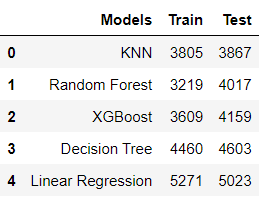 Models Train Test
0 KNN 3805 3867
1 Random Forest 3219 4017
2 XGBoost 3609 4159
3 Decision Tree 4460 4603
4 Linear Regression 5271 5023